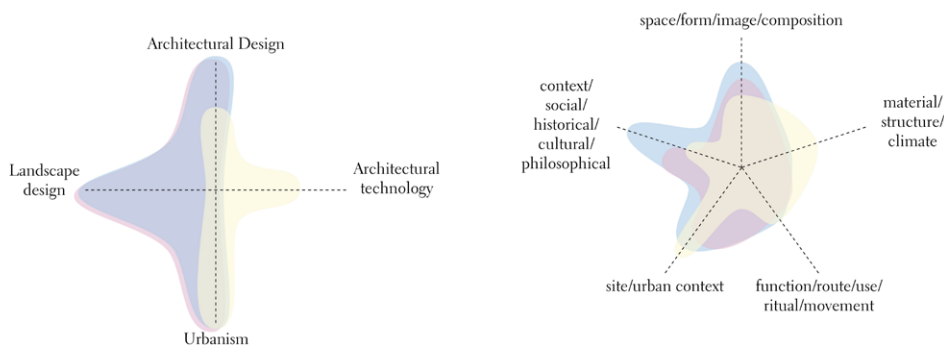 Architectural Design
Landscape
design
Architectural
technology
Urbanism
space/form/image/composition
context/
social/
historical/
cultural/
philosophical
material/
structure/
climate
site/urban context
function/route/use/
ritual/movement